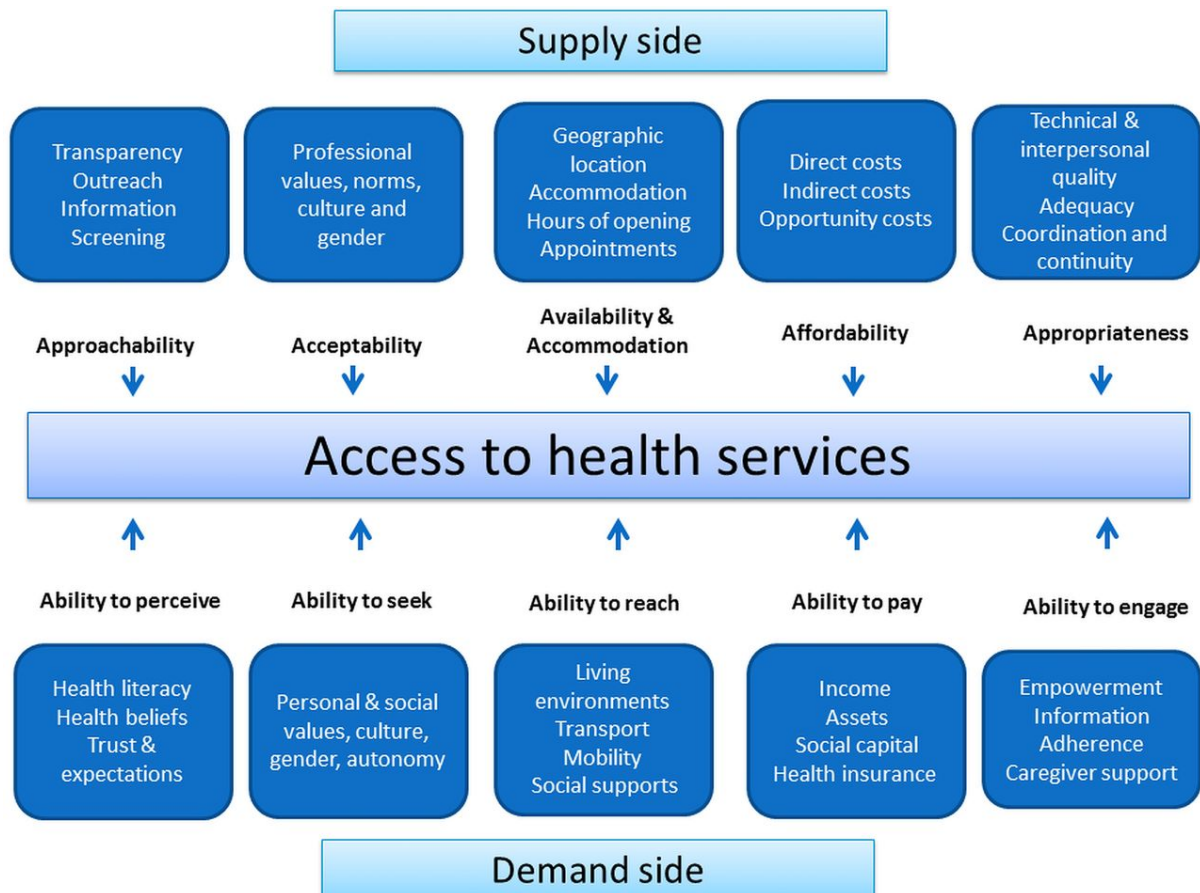 Supply side
Transparency
Outreach
Information
Screening
Professional
values, norms,
culture and
gender
Geographic
location
Accommodation
Hours of opening
Appointments
Direct costs
Indirect costs
Opportunity costs
Technical &
interpersonal
quality
Adequacy
Coordination and
continuity
Approachability
Acceptability
Availability &
Accommodation
Affordability
Appropriateness
Access to health services
Ability to perceive
Ability to seek
Ability to reach
Ability to pay
Ability to engage
Health literacy
Health beliefs
Trust &
expectations
Personal & social
values, culture,
gender, autonomy
Living
environments
Transport
Mobility
Social supports
Income
Assets
Social capital
Health insurance
Empowerment
Information
Adherence
Caregiver support
Demand side